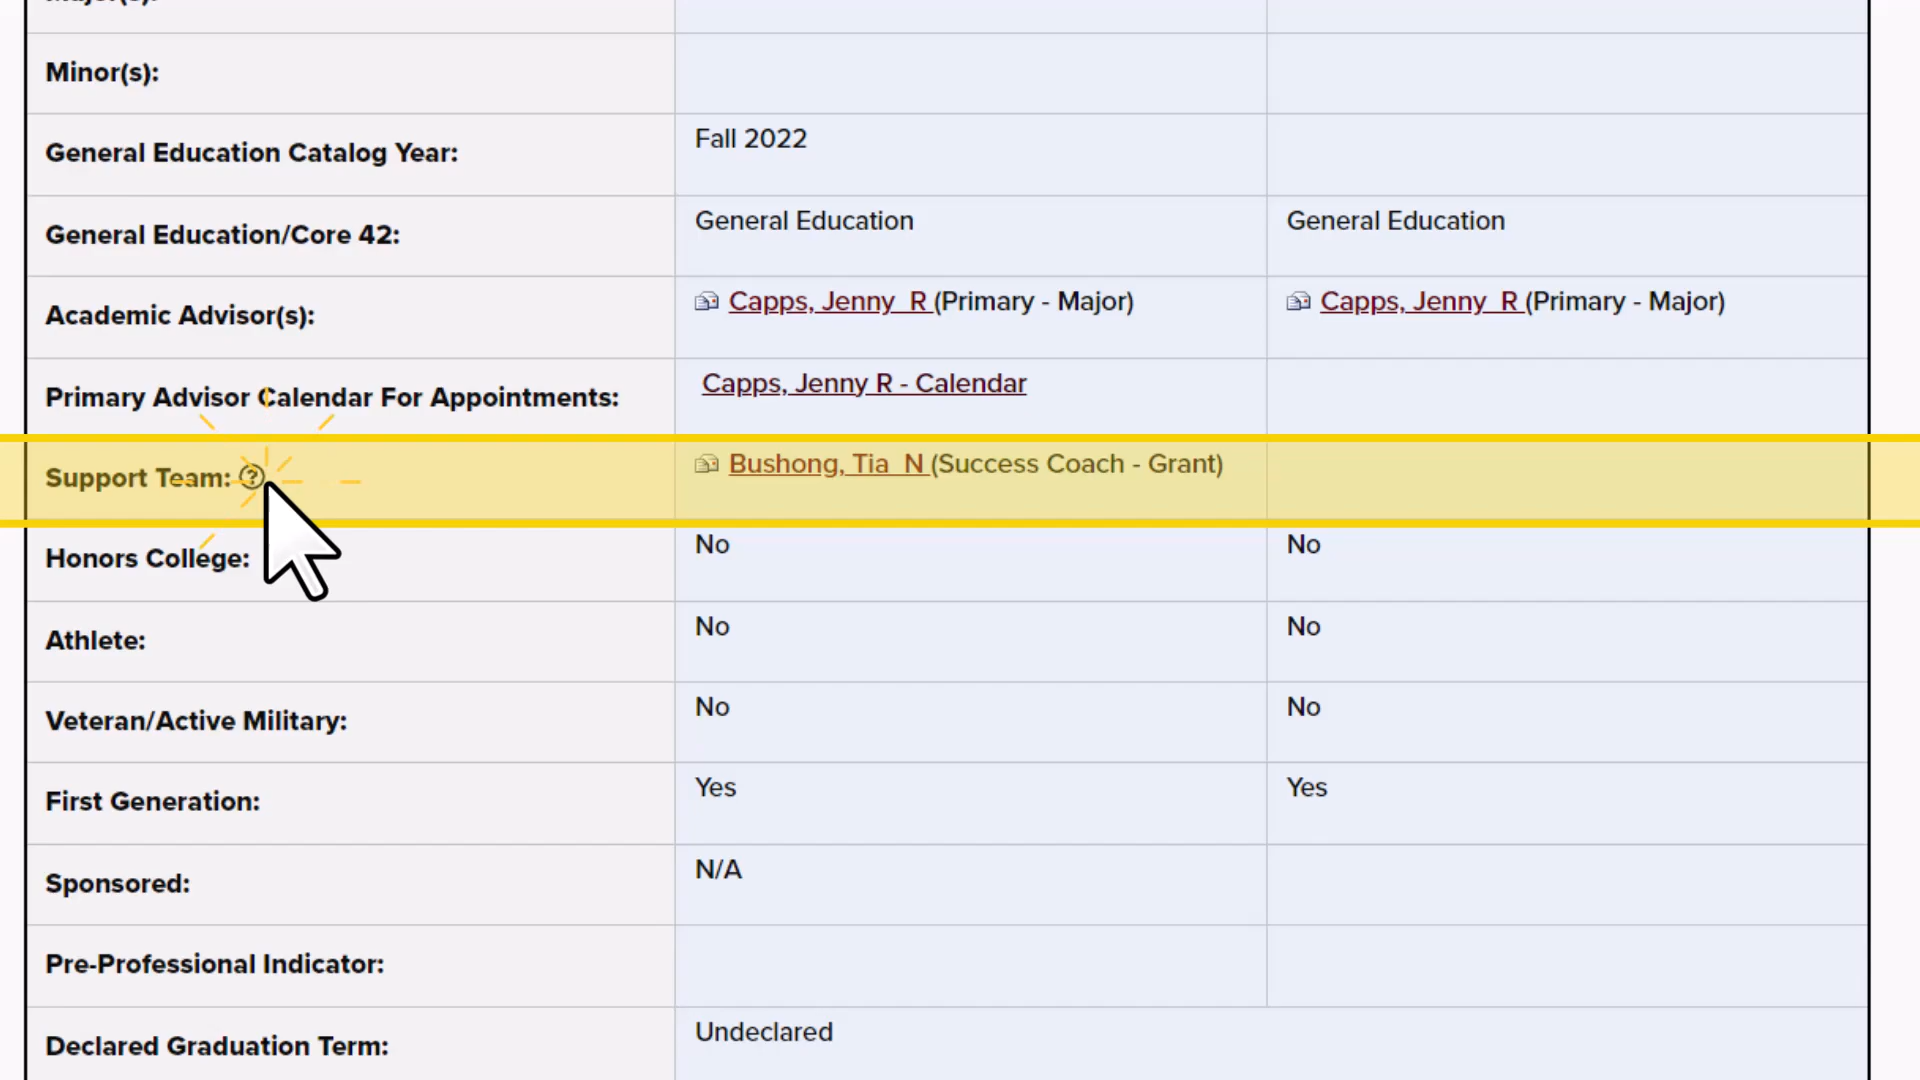 Minor(s):
General Education Catalog Year: Fall 2022
General Education/Core 42: General Education General Education
Academic Advisor(s): Capps, Jenny R (Primary - Major) Capps, Jenny R (Primary - Major)
Primary Advisor Calendar For Appointments: Capps, Jenny R - Calendar
Support Team: Bushong, Tia N (Success Coach - Grant)
Honors College: No No
Athlete: No No
Veteran/Active Military: No No
First Generation: Yes Yes
Sponsored: N/A
Pre-Professional Indicator:
Declared Graduation Term: Undeclared